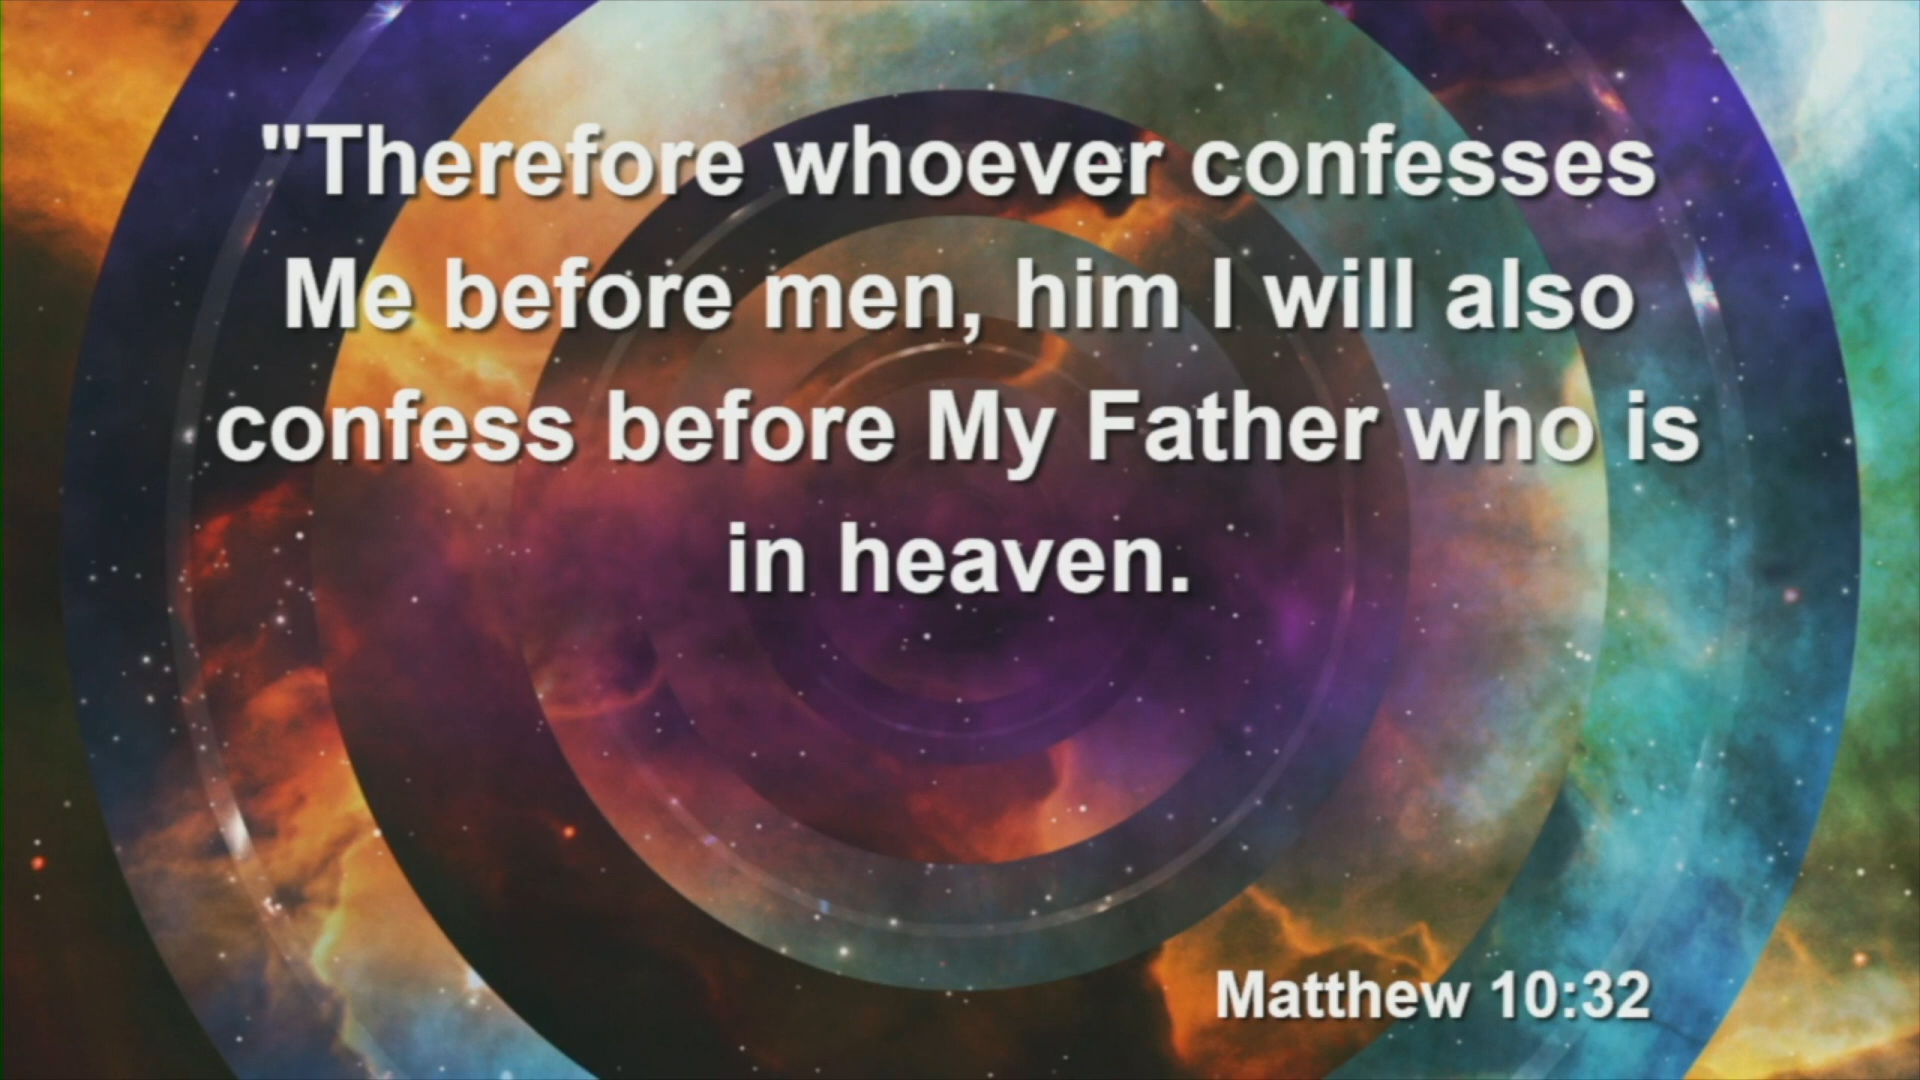 "Therefore whoever confesses
Me before men, him I will also
confess before My Father who is
in heaven.
Matthew 10:32